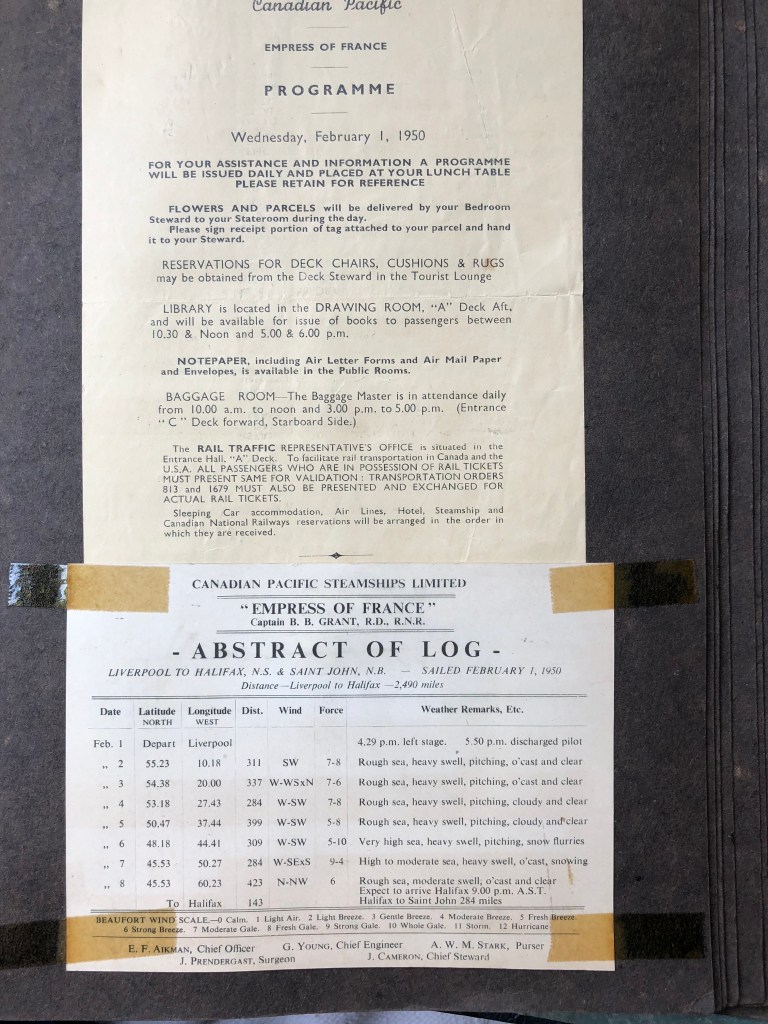 Canadian Pacific
EMPRESS OF FRANCE
PROGRAMME
Wednesday, February 1, 1950
FOR YOUR ASSISTANCE AND INFORMATION A PROGRAMME
WILL BE ISSUED DAILY AND PLACED AT YOUR LUNCH TABLE
PLEASE RETAIN FOR REFERENCE
FLOWERS AND PARCELS will be delivered by your Bedroom
Steward to your Stateroom during the day.
Please sign receipt portion of tag attached to your parcel and hand
it to your Steward.
RESERVATIONS FOR DECK CHAIRS, CUSHIONS & RUGS
may be obtained from the Deck Steward in the Tourist Lounge
LIBRARY is located in the DRAWING ROOM, "A" Deck Aft,
and will be available for issue of books to passengers between
10.30 & Noon and 5.00 & 6.00 p.m.
NOTEPAPER, including Air Letter Forms and Air Mail Paper
and Envelopes, is available in the Public Rooms.
BAGGAGE ROOM—The Baggage Master is in attendance daily
from 10.00 a.m. to noon and 3.00 p.m. to 5.00 p.m. (Entrance
"C" Deck forward, Starboard Side.)
The RAIL TRAFFIC REPRESENTATIVE'S OFFICE is situated in the
Entrance Hall, "A" Deck. To facilitate rail transportation in Canada and the
U.S.A. ALL PASSENGERS WHO ARE IN POSSESSION OF RAIL TICKETS
MUST PRESENT SAME FOR VALIDATION : TRANSPORTATION ORDERS
813 and 1679 MUST ALSO BE PRESENTED AND EXCHANGED FOR
ACTUAL RAIL TICKETS.
Sleeping Car accommodation, Air Lines, Hotel, Steamship and
Canadian National Railways reservations will be arranged in the order in
which they are received.
CANADIAN PACIFIC STEAMSHIPS LIMITED
"EMPRESS OF FRANCE"
Captain B. B. GRANT, R.D., R.N.R.
- ABSTRACT OF LOG -
LIVERPOOL TO HALIFAX, N.S. & SAINT JOHN, N.B. — SAILED FEBRUARY 1, 1950
Distance—Liverpool to Halifax—2,490 miles
Date Latitude NORTH Longitude WEST Dist. Wind Force Weather Remarks, Etc.
Feb. 1 Depart Liverpool 4.29 p.m. left stage. 5.50 p.m. discharged pilot
,, 2 55.23 10.18 311 SW 7-8 Rough sea, heavy swell, pitching, o'cast and clear
,, 3 54.38 20.00 337 W-WSxN 7-6 Rough sea, heavy swell, pitching, o'cast and clear
,, 4 53.18 27.43 284 W-SW 7-8 Rough sea, heavy swell, pitching, cloudy and clear
,, 5 50.47 37.44 399 W-SW 5-8 Rough sea, heavy swell, pitching, cloudy and clear
,, 6 48.18 44.41 309 W-SW 5-10 Very high sea, heavy swell, pitching, snow flurries
,, 7 45.53 50.27 284 W-SExS 9-4 High to moderate sea, heavy swell, o'cast, snowing
,, 8 45.53 60.23 423 N-NW 6 Rough sea, moderate swell, o'cast and clear
Expect to arrive Halifax 9.00 p.m. A.S.T.
To Halifax 143 Halifax to Saint John 284 miles
BEAUFORT WIND SCALE.—0 Calm. 1 Light Air. 2 Light Breeze. 3 Gentle Breeze. 4 Moderate Breeze. 5 Fresh Breeze
6 Strong Breeze. 7 Moderate Gale. 8 Fresh Gale. 9 Strong Gale. 10 Whole Gale. 11 Storm. 12 Hurricane
E. F. AIKMAN, Chief Officer G. YOUNG, Chief Engineer A. W. M. STARK, Purser
J. PRENDERGAST, Surgeon J. CAMERON, Chief Steward